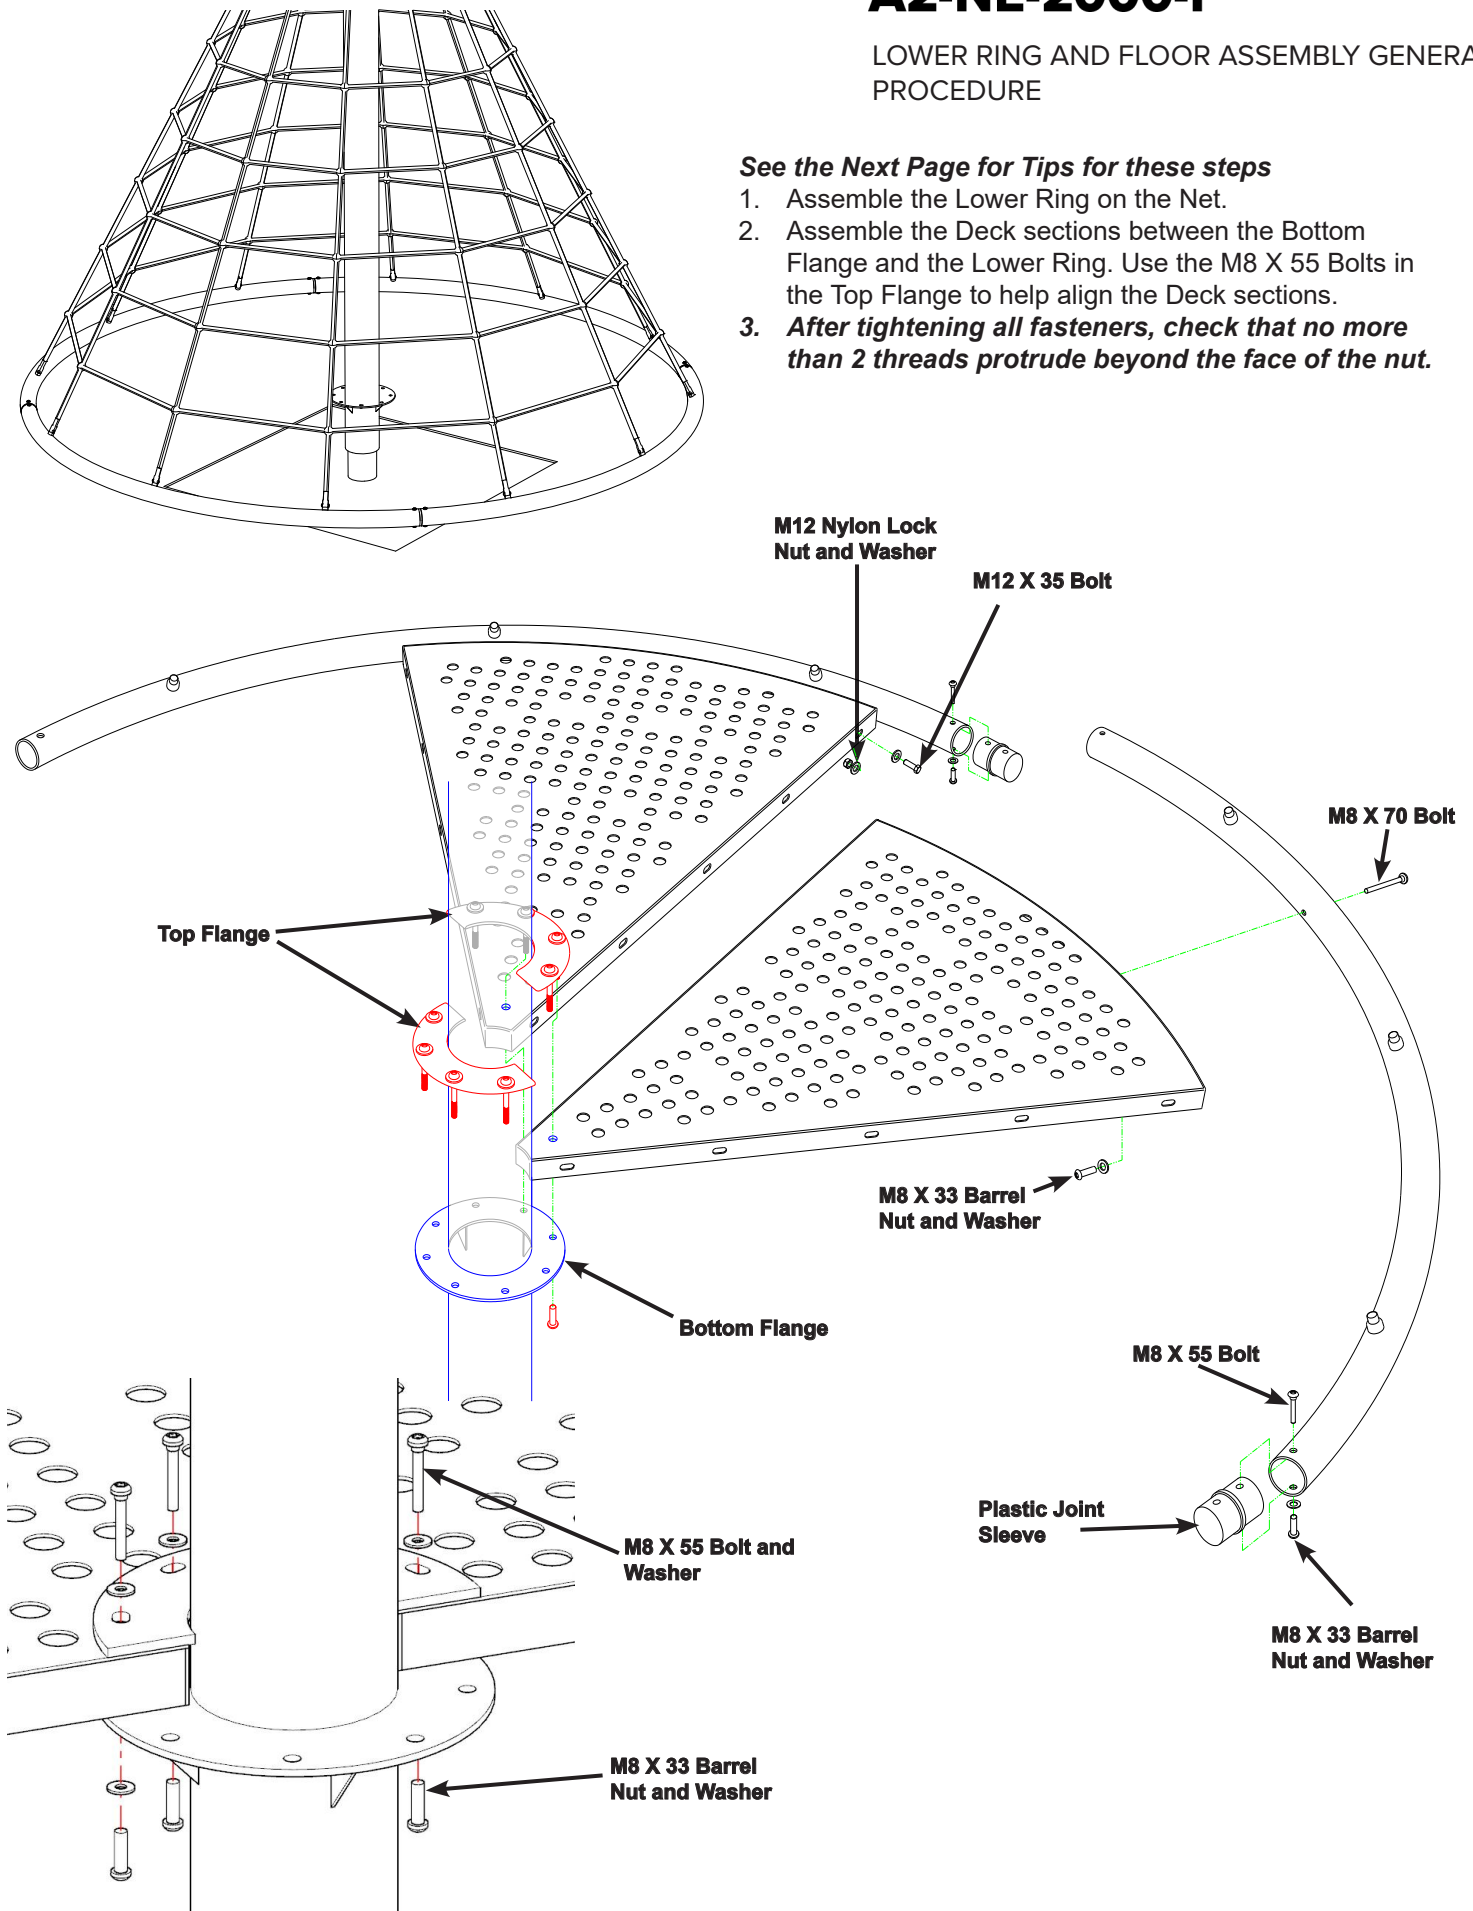 LOWER RING AND FLOOR ASSEMBLY
PROCEDURE
See the Next Page for Tips for these steps
1. Assemble the Lower Ring on the Net.
2. Assemble the Deck sections between the Bottom
Flange and the Lower Ring. Use the M8 X 55 Bolts in
the Top Flange to help align the Deck sections.
3. After tightening all fasteners, check that no more
than 2 threads protrude beyond the face of the nut.
M12 Nylon Lock
Nut and Washer
M12 X 35 Bolt
M8 X 70 Bolt
Top Flange
M8 X 33 Barrel
Nut and Washer
Bottom Flange
M8 X 55 Bolt
Plastic Joint
Sleeve
M8 X 55 Bolt and
Washer
M8 X 33 Barrel
Nut and Washer
M8 X 33 Barrel
Nut and Washer